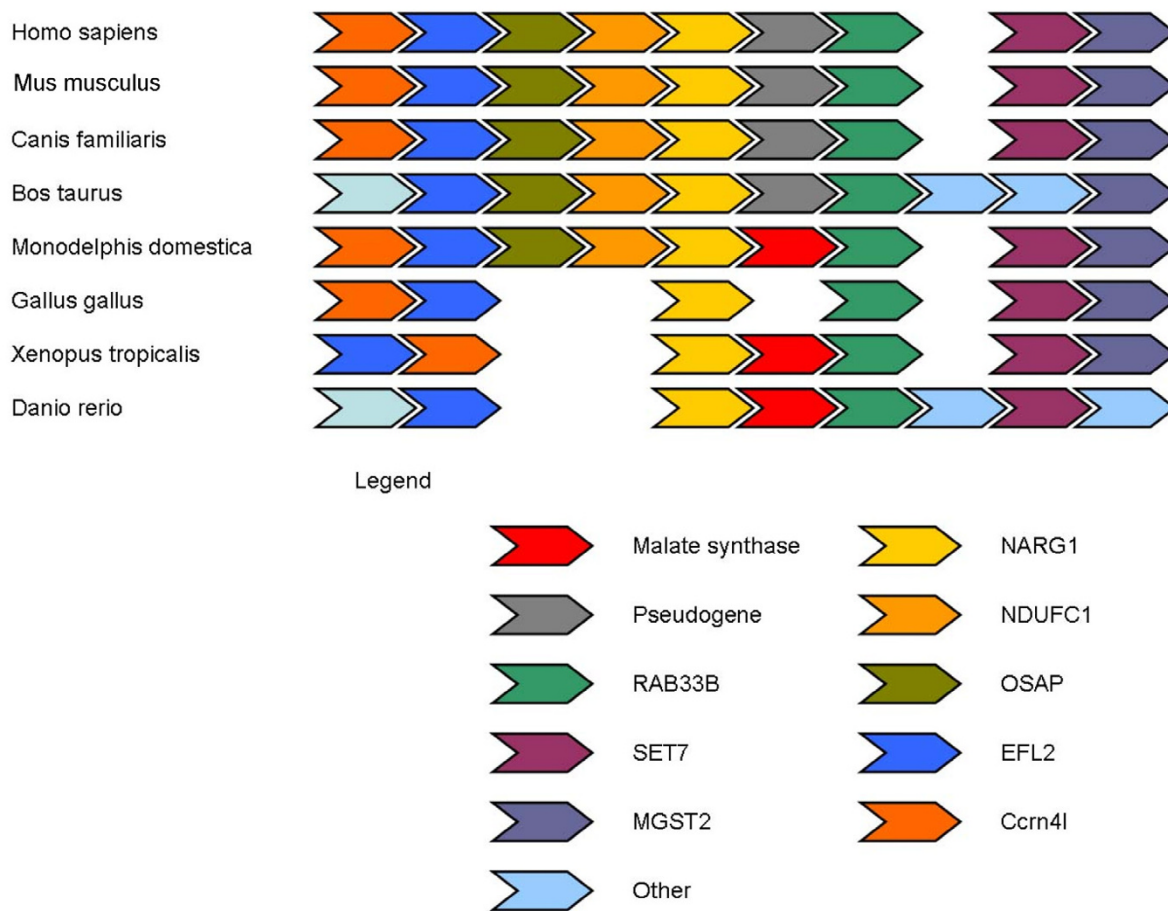 Homo sapiens
Mus musculus
Canis familiaris
Bos taurus
Monodelphis domestica
Gallus gallus
Xenopus tropicalis
Danio rerio
Legend
Malate synthase
NARG1
Pseudogene
NDUFC1
RAB33B
OSAP
SET7
EFL2
MGST2
Ccrn4l
Other